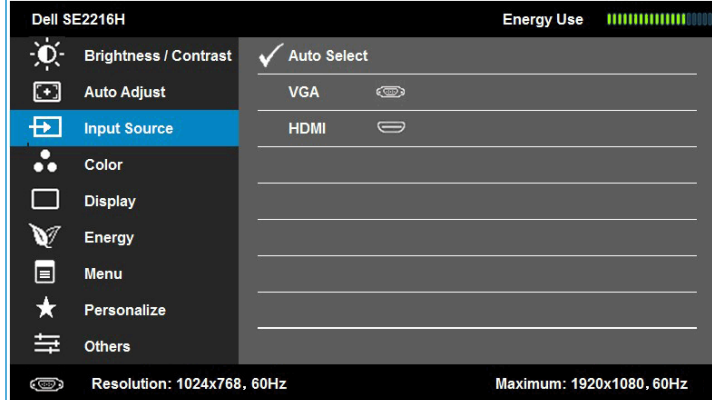 Dell SE2216H Energy Use
Brightness / Contrast Auto Select
Auto Adjust VGA
Input Source HDMI
Color
Display
Energy
Menu
Personalize
Others
Resolution: 1024x768, 60Hz Maximum: 1920x1080, 60Hz